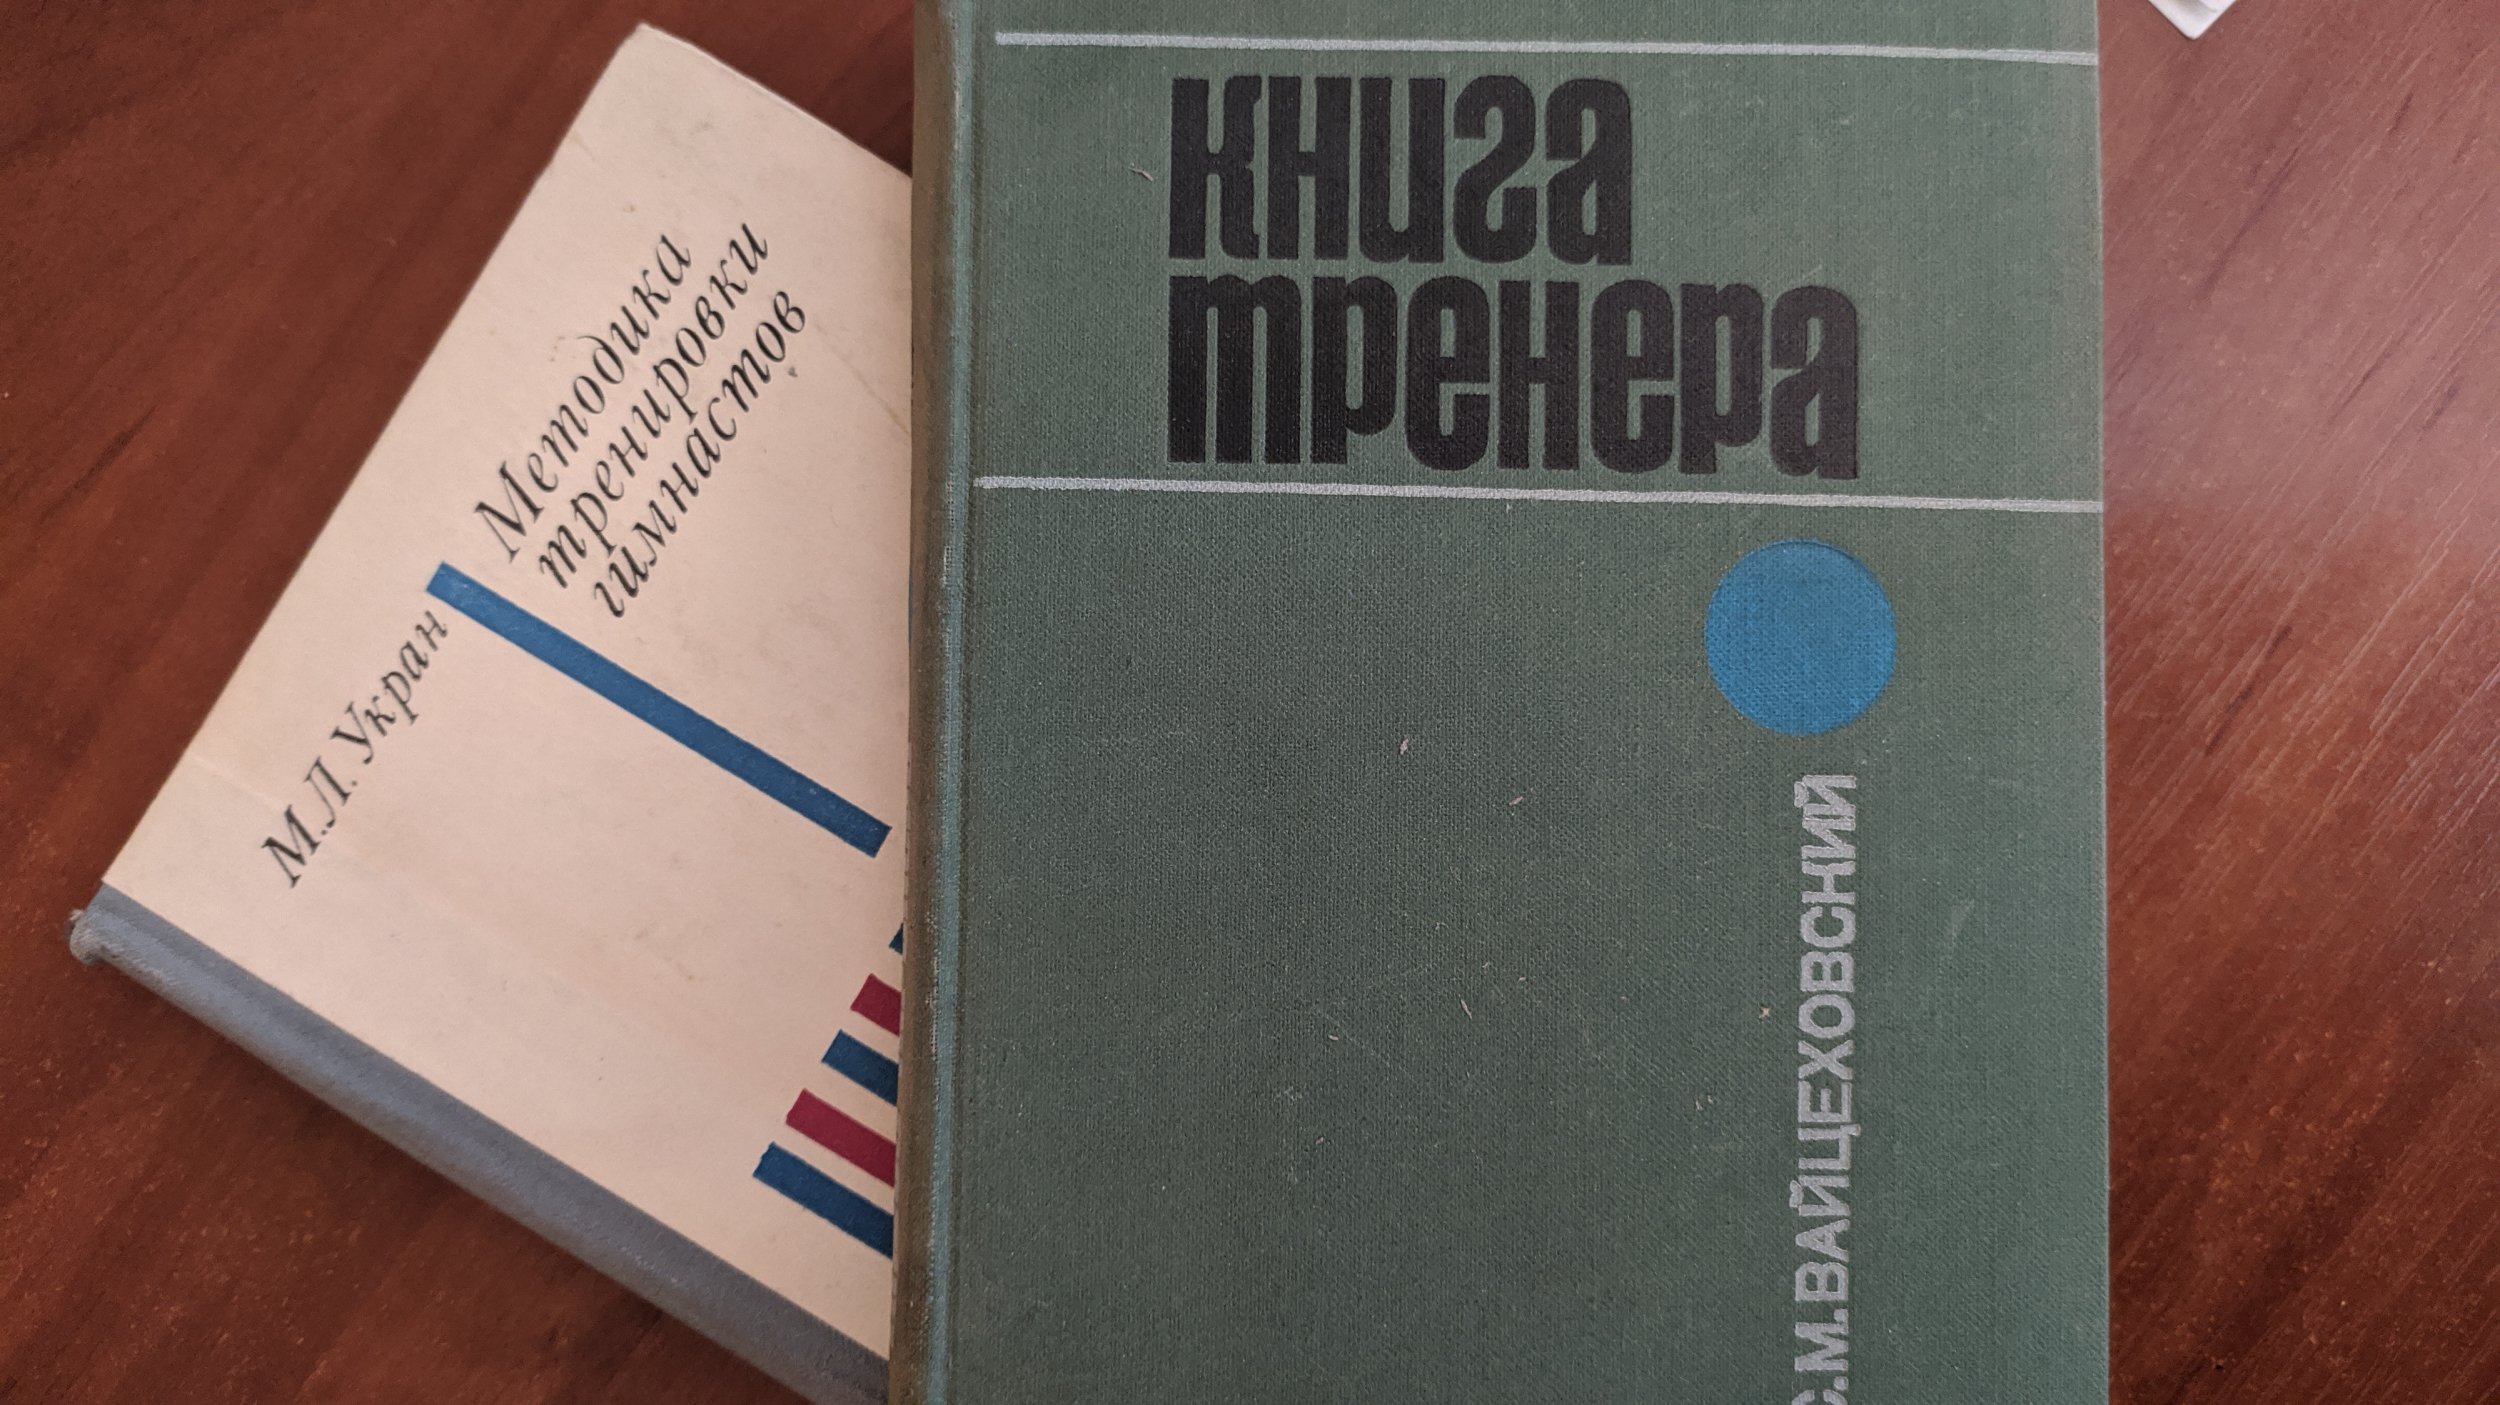 Методика
тренировки
гимнастов
М.Л. Укран
книга
тренера
С.М.ВАЙЦЕХОВСКИЙ